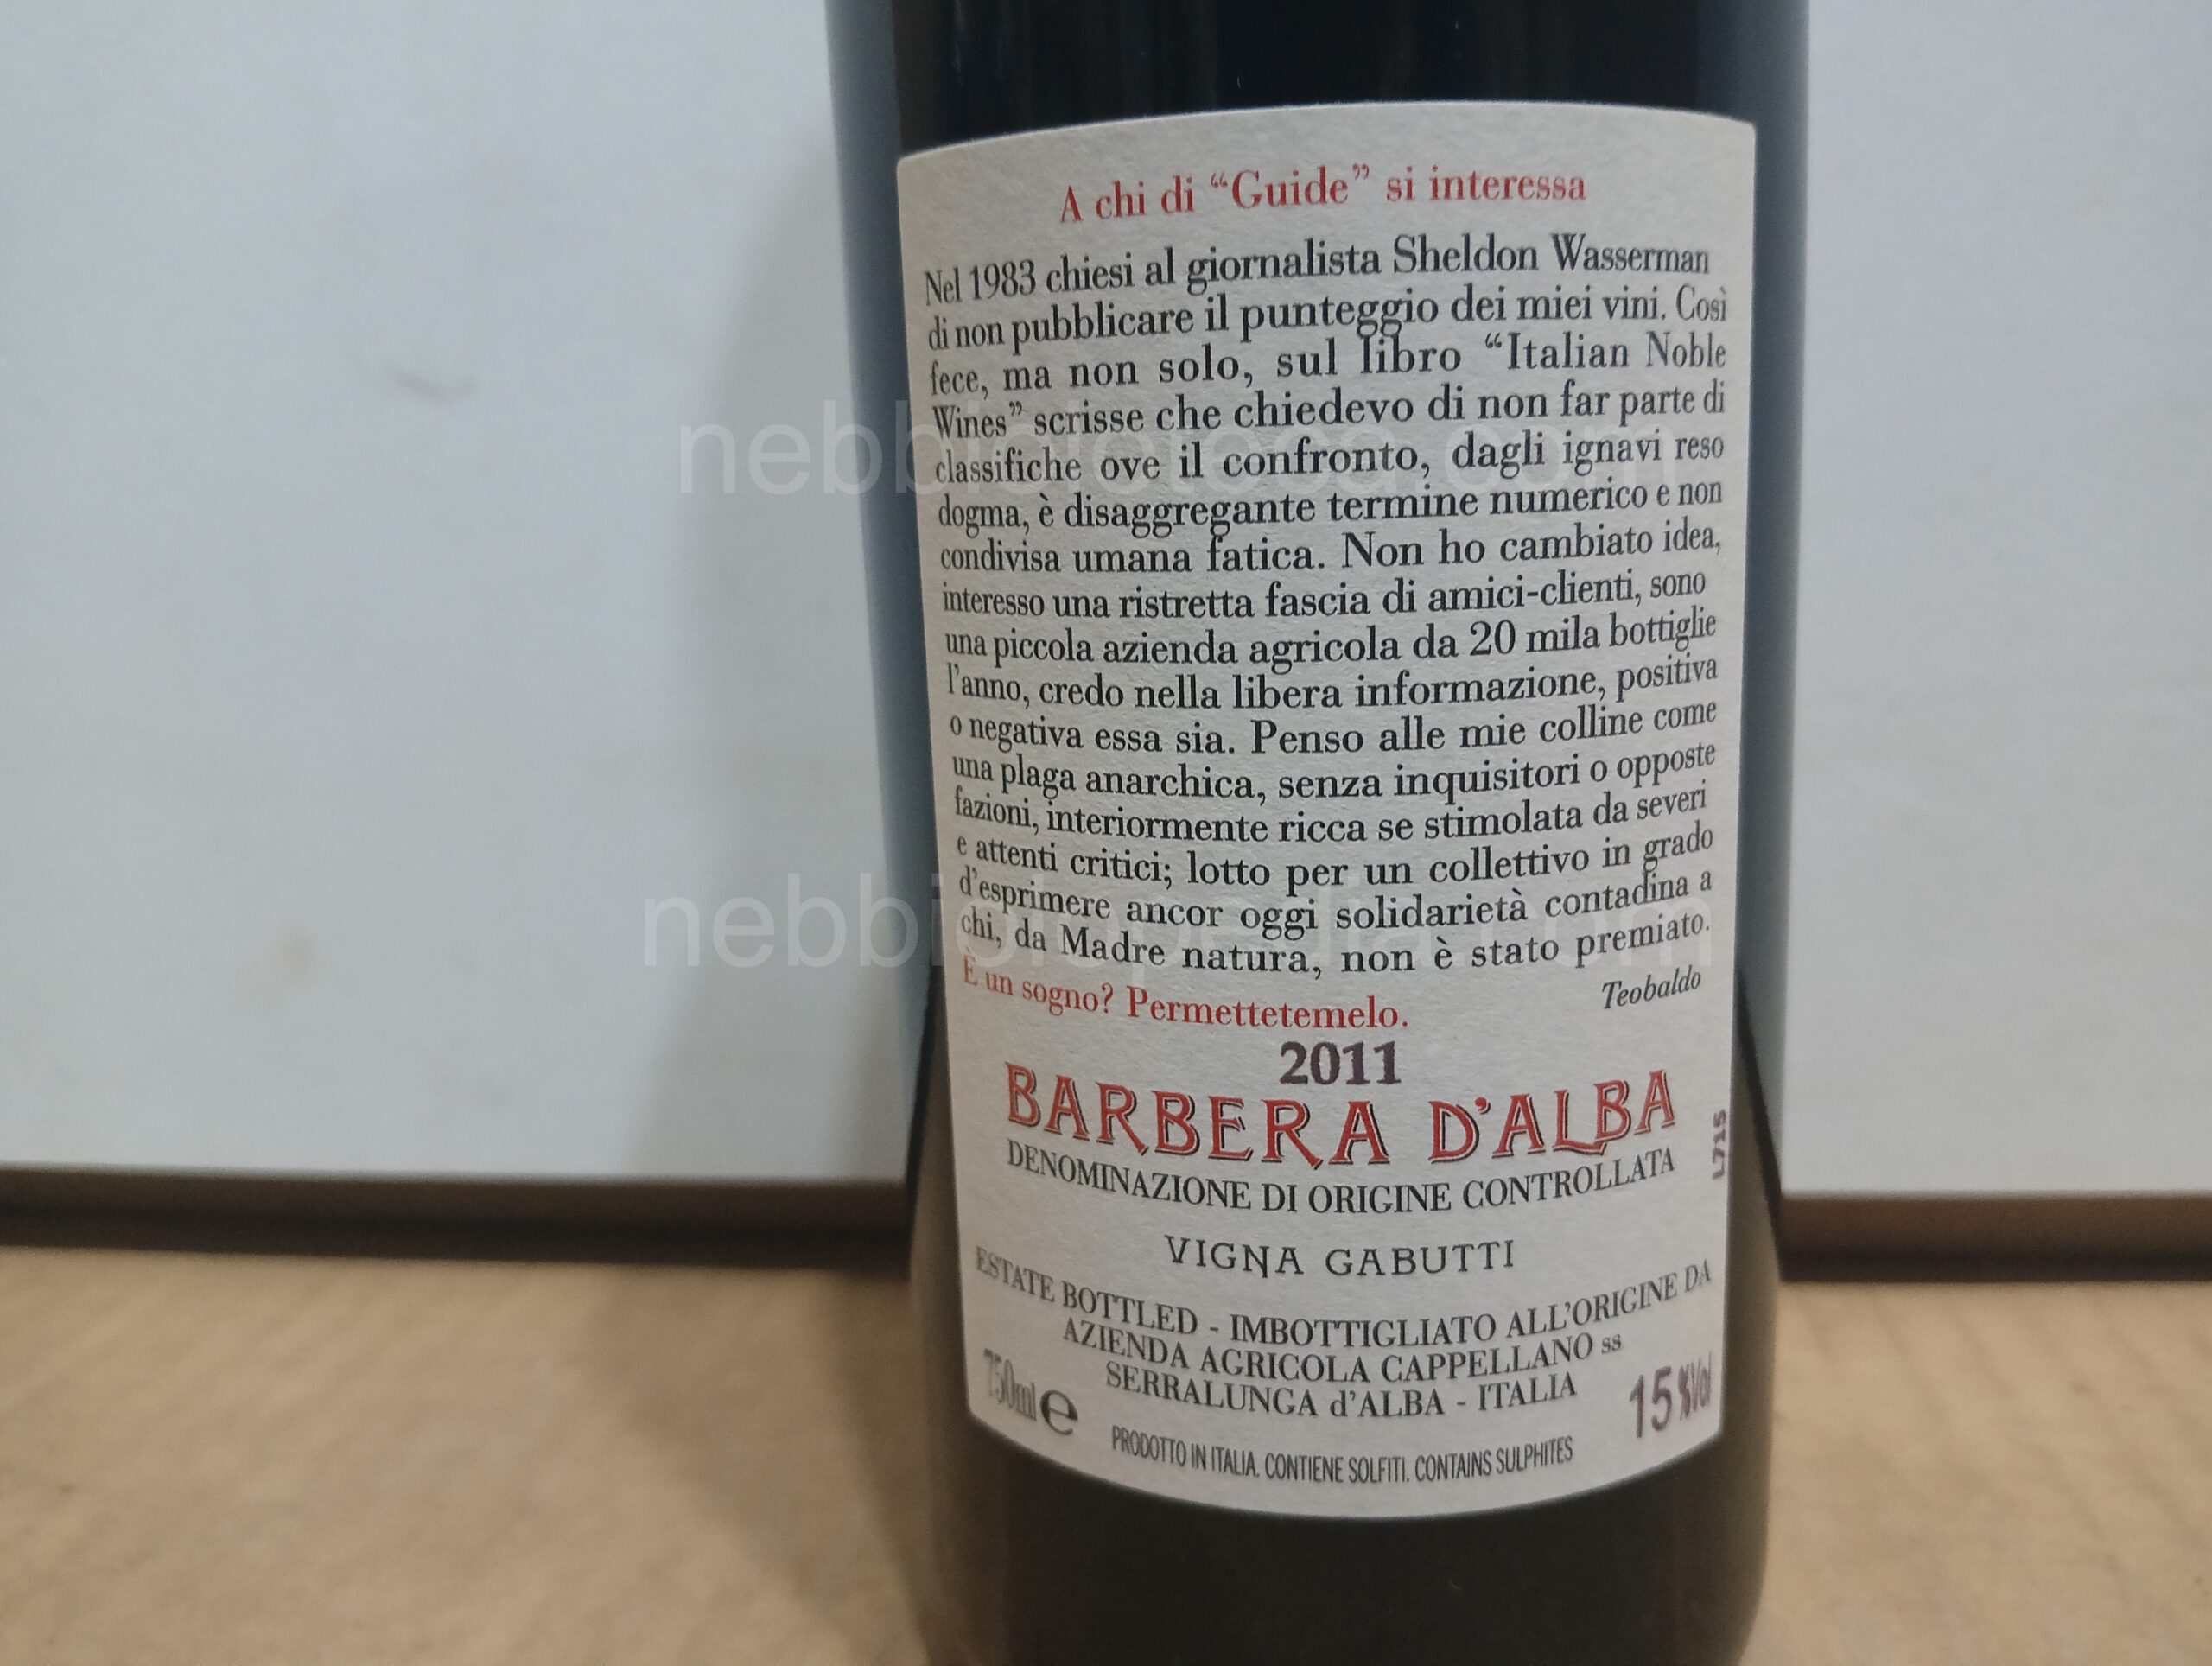 A chi di “Guide” si interessa
Nel 1983 chiesi al giornalista Sheldon Wasserman
di non pubblicare il punteggio dei miei vini. Così
fece, ma non solo, sul libro “Italian Noble
Wines” scrisse che chiedevo di non far parte di
classifiche ove il confronto, dagli ignavi reso
dogma, è disaggregante termine numerico e non
condivisa umana fatica. Non ho cambiato idea,
interesso una ristretta fascia di amici-clienti, sono
una piccola azienda agricola da 20 mila bottiglie
l’anno, credo nella libera informazione, positiva
o negativa essa sia. Penso alle mie colline come
una plaga anarchica, senza inquisitori o opposte
fazioni, interiormente ricca se stimolata da severi
e attenti critici; lotto per un collettivo in grado
d’esprimere ancor oggi solidarietà contadina a
chi, da Madre natura, non è stato premiato.
È un sogno? Permettetemelo.
Teobaldo
2011
BARBERA D’ALBA
DENOMINAZIONE DI ORIGINE CONTROLLATA
L715
VIGNA GABUTTI
ESTATE BOTTLED - IMBOTTIGLIATO ALL’ORIGINE DA
AZIENDA AGRICOLA CAPPELLANO ss
SERRALUNGA d’ALBA - ITALIA
750ml e
15%Vol
PRODOTTO IN ITALIA. CONTIENE SOLFITI. CONTAINS SULPHITES